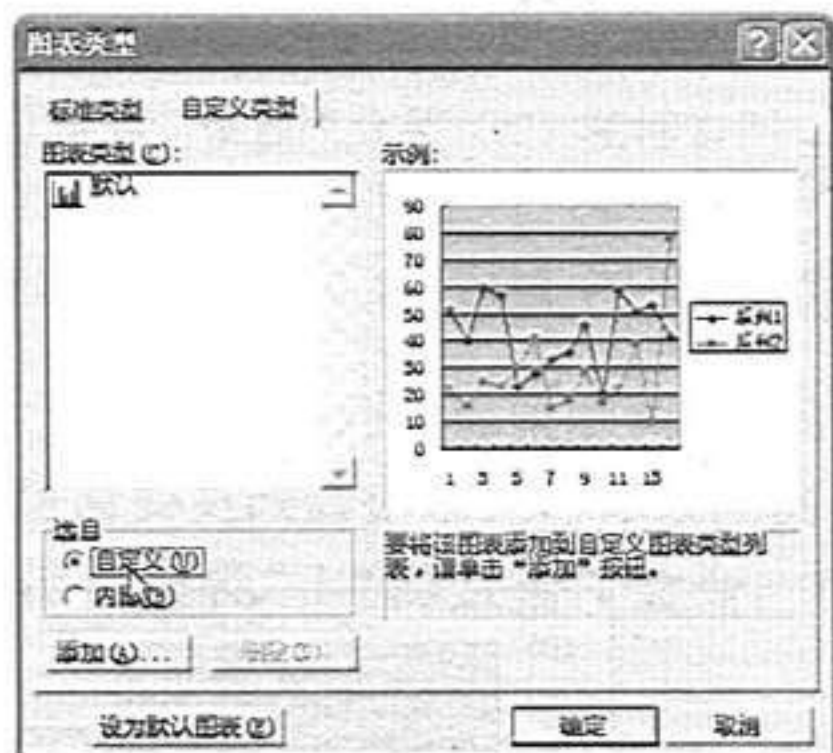 图表类型
标准类型 自定义类型
图表类型(C):
默认
示例:
90
80
70
60
50
40
30
20
10
0
1 3 5 7 9 11 13
系列1
系列2
选自
自定义(U)
内部(B)
要将该图表添加到自定义图表类型列
表,请单击“添加”按钮。
添加(A)... 删除(D)
设为默认图表(E) 确定 取消